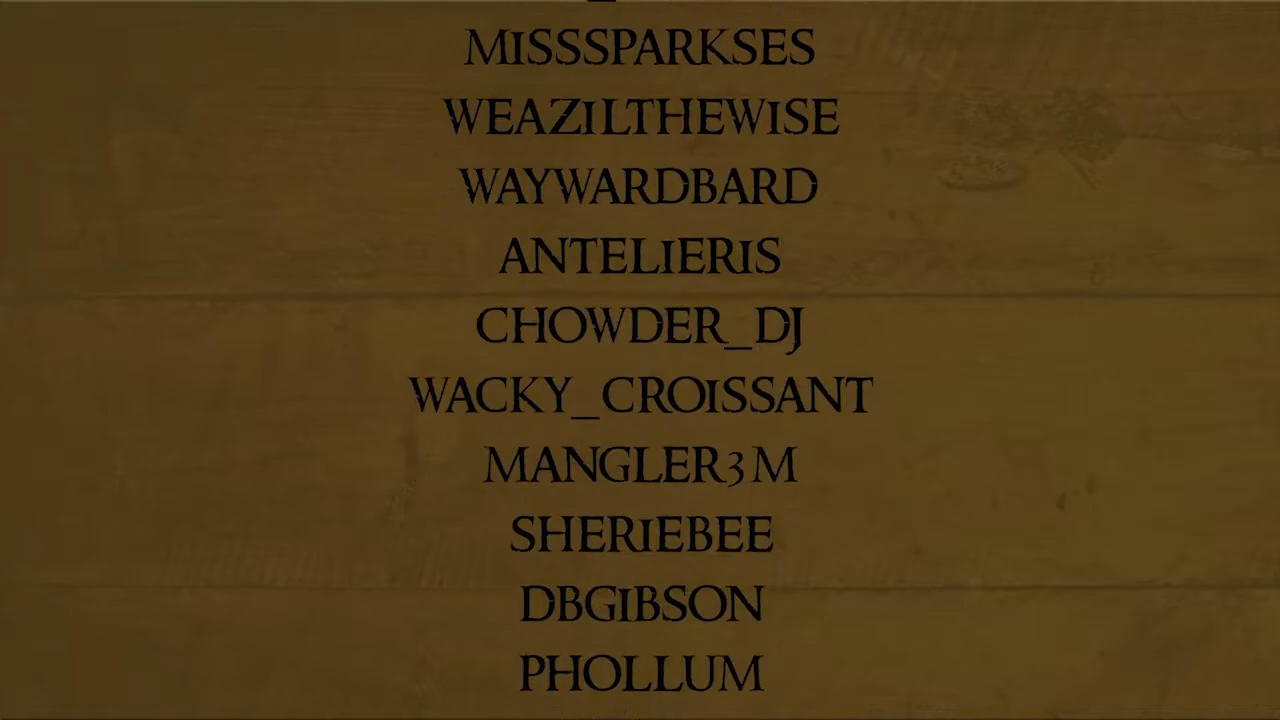 MISSSPARKSES
WEAZILTHEWISE
WAYWARDBARD
ANTELIERIS
CHOWDER_DJ
WACKY_CROISSANT
MANGLER3M
SHERIEBEE
DBGIBSON
PHOLLUM